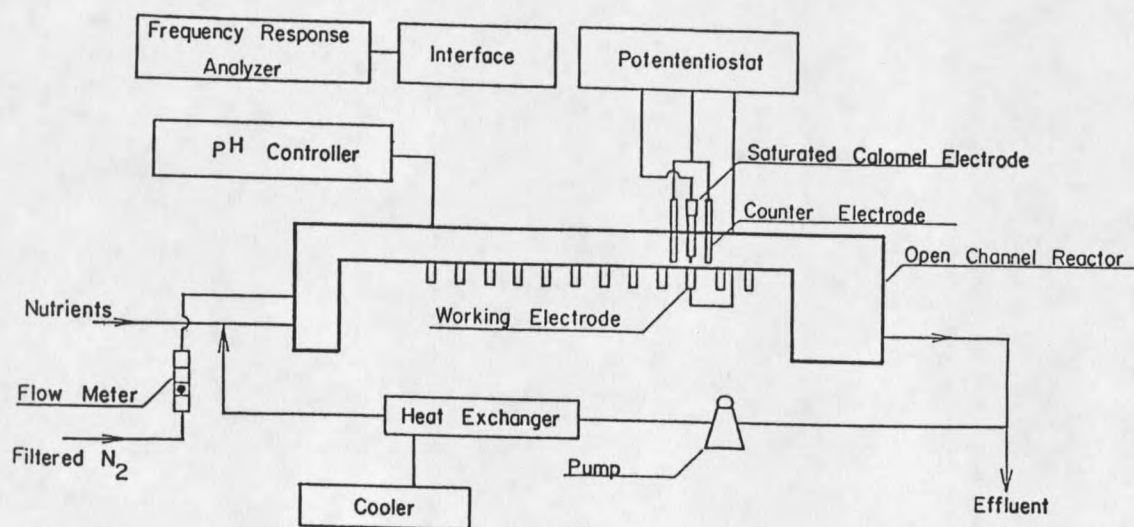 Frequency Response
Analyzer
Interface
Potententiostat
PH Controller
Saturated Calomel Electrode
Counter Electrode
Open Channel Reactor
Nutrients
Working Electrode
Flow Meter
Heat Exchanger
Filtered N2
Pump
Cooler
Effluent